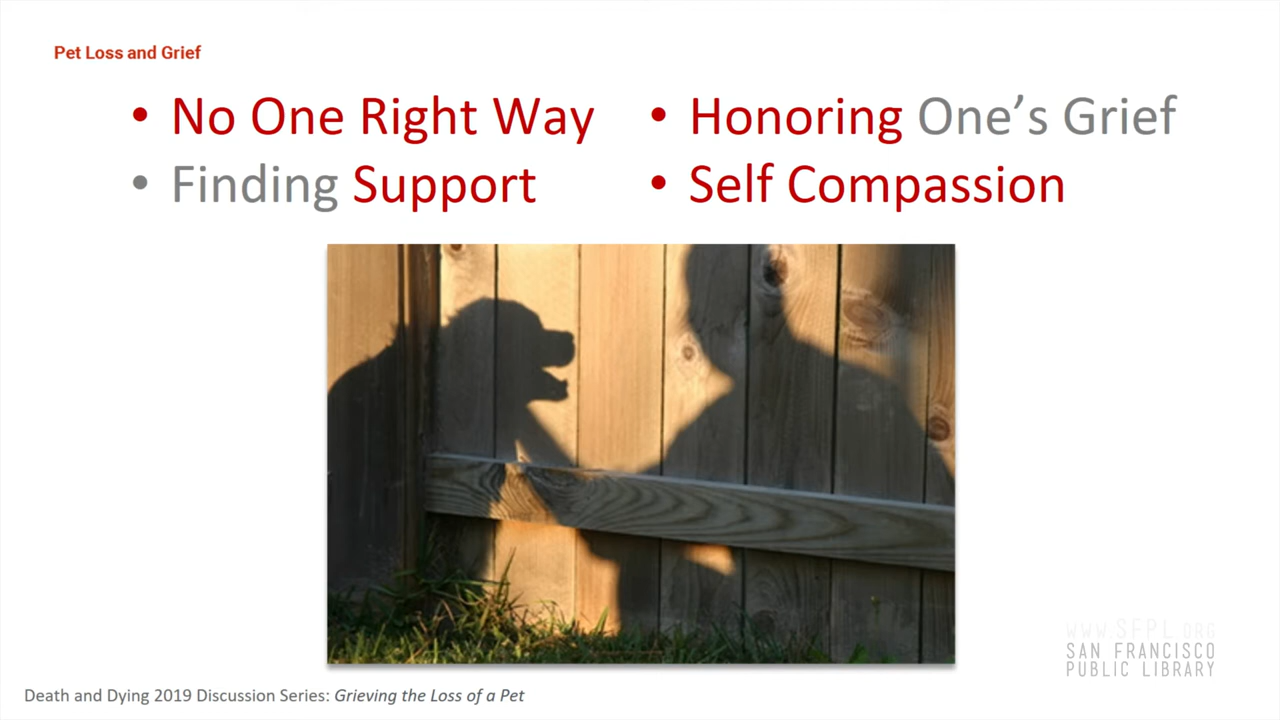 Pet Loss and Grief
• No One Right Way
• Finding Support
• Honoring One's Grief
• Self Compassion
WWW.SFPL.ORG
SAN FRANCISCO
PUBLIC LIBRARY
Death and Dying 2019 Discussion Series: Grieving the Loss of a Pet